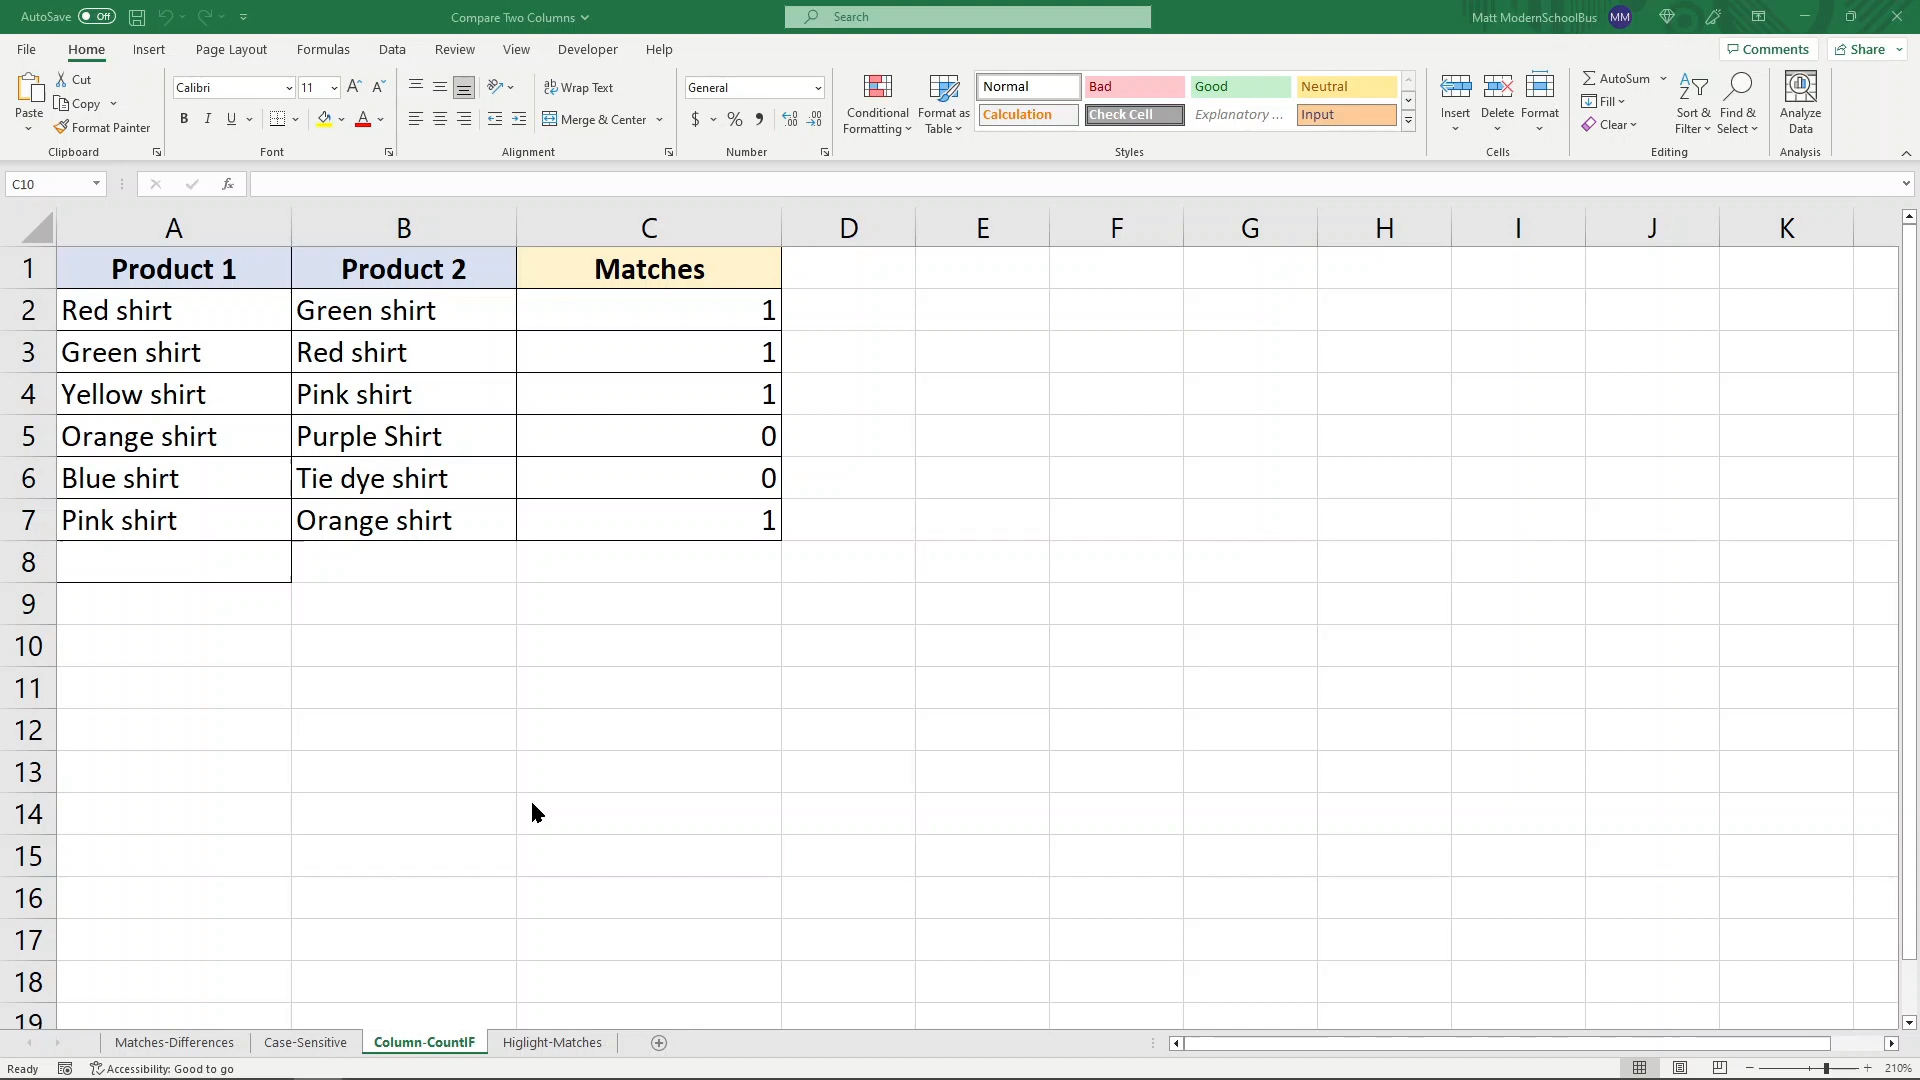 AutoSave Off Compare Two Columns Search Matt ModernSchoolBus MM
File Home Insert Page Layout Formulas Data Review View Developer Help Comments Share
Paste Cut Copy Format Painter
Calibri 11 B I U
Wrap Text Merge & Center
General $ %
Conditional Formatting Format as Table
Normal Bad Good Neutral
Calculation Check Cell Explanatory ... Input
Insert Delete Format
AutoSum Fill Clear Sort & Filter Find & Select
Analyze Data
Clipboard Font Alignment Number Styles Cells Editing Analysis
C10 fx
A B C D E F G H I J K
1 Product 1 Product 2 Matches
2 Red shirt Green shirt 1
3 Green shirt Red shirt 1
4 Yellow shirt Pink shirt 1
5 Orange shirt Purple Shirt 0
6 Blue shirt Tie dye shirt 0
7 Pink shirt Orange shirt 1
8
9
10
11
12
13
14
15
16
17
18
19
Matches-Differences Case-Sensitive Column-CountIF Higlight-Matches
Ready Accessibility: Good to go 210%